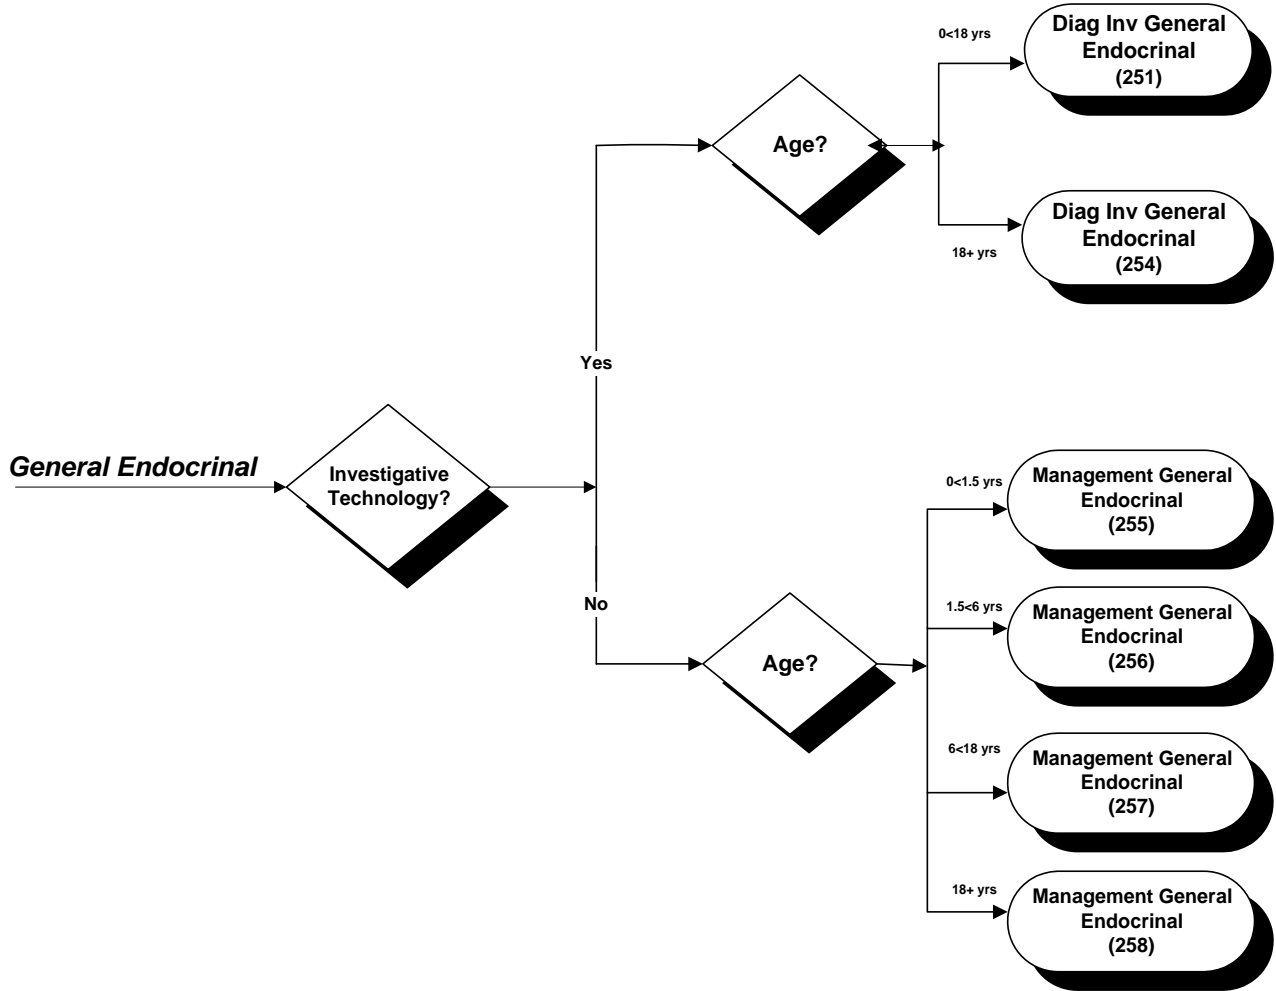 0<18 yrs
Diag Inv General
Endocrinal
(251)
Age?
18+ yrs
Diag Inv General
Endocrinal
(254)
Yes
General Endocrinal
Investigative
Technology?
No
Age?
0<1.5 yrs
Management General
Endocrinal
(255)
1.5<6 yrs
Management General
Endocrinal
(256)
6<18 yrs
Management General
Endocrinal
(257)
18+ yrs
Management General
Endocrinal
(258)